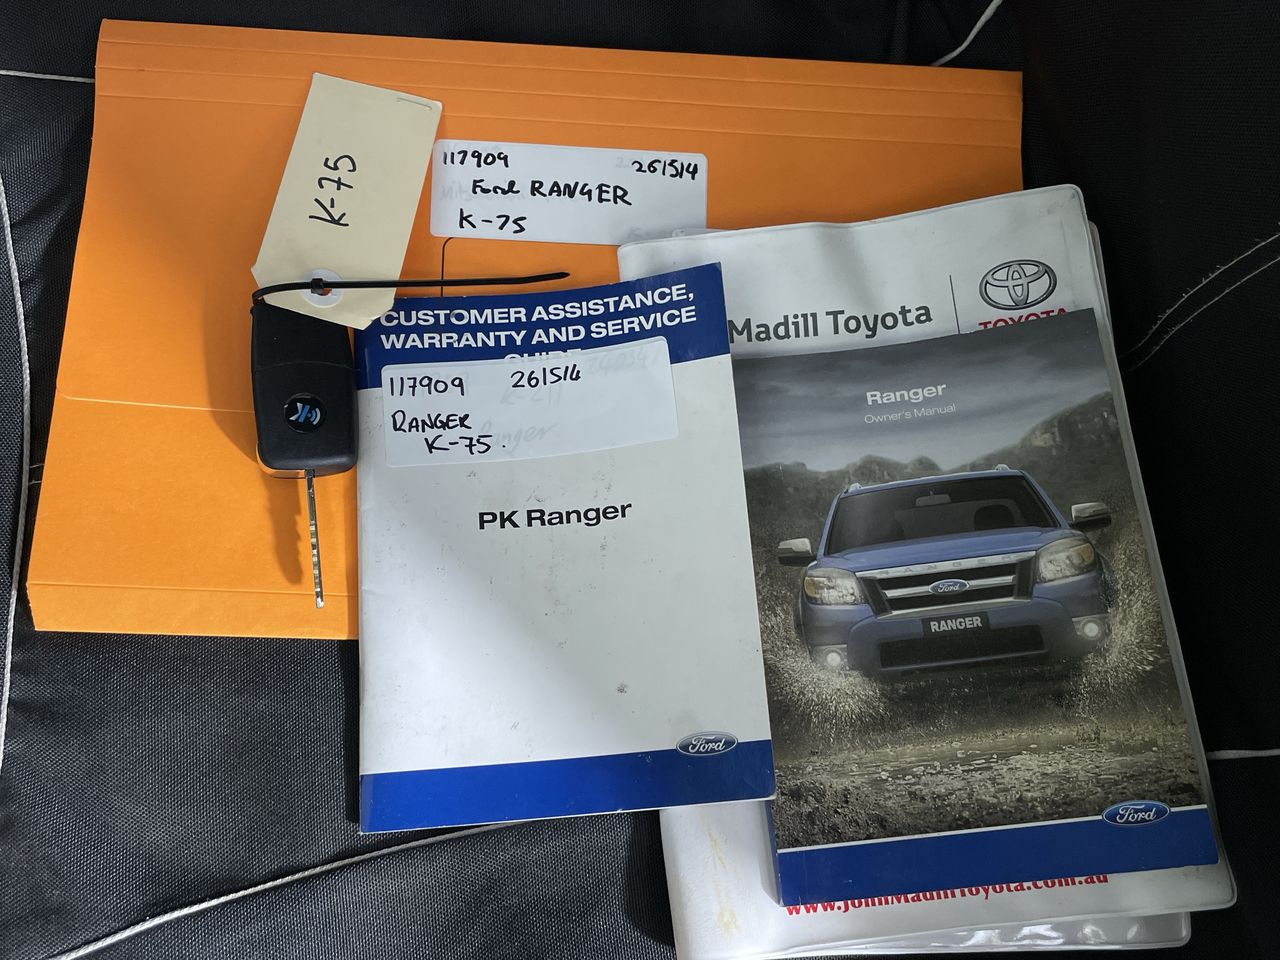 K-75
117909 261514
Ford RANGER
K-75
CUSTOMER ASSISTANCE,
WARRANTY AND SERVICE
117909 261514
RANGER
K-75.
PK Ranger
Ford
Madill Toyota
TOYOTA
Ranger
Owner's Manual
RANGER
Ford
RANGER
Ford
www.johnMadillToyota.com.au